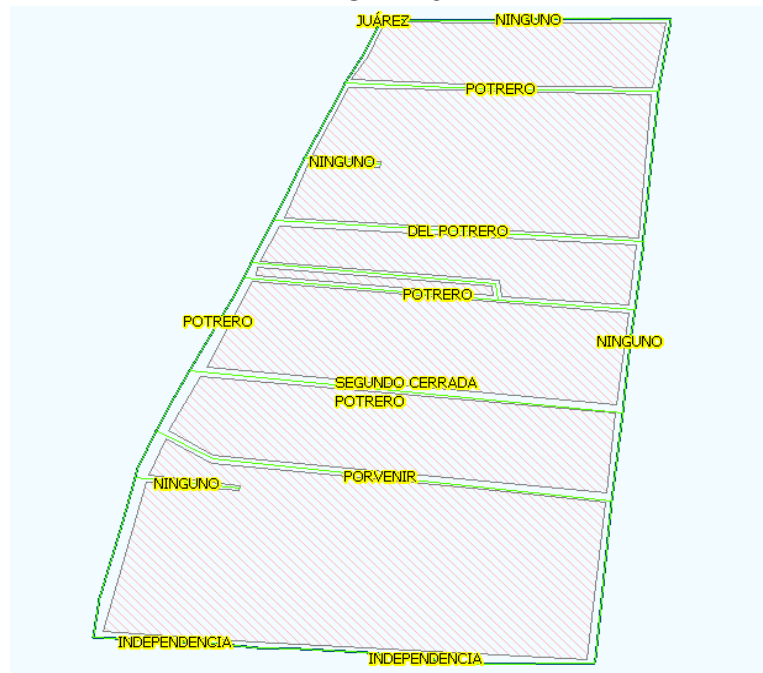 JUÁREZ
NINGUNO
POTRERO
NINGUNO
DEL POTRERO
POTRERO
POTRERO
NINGUNO
SEGUNDO CERRADA
POTRERO
PORVENIR
NINGUNO
INDEPENDENCIA
INDEPENDENCIA